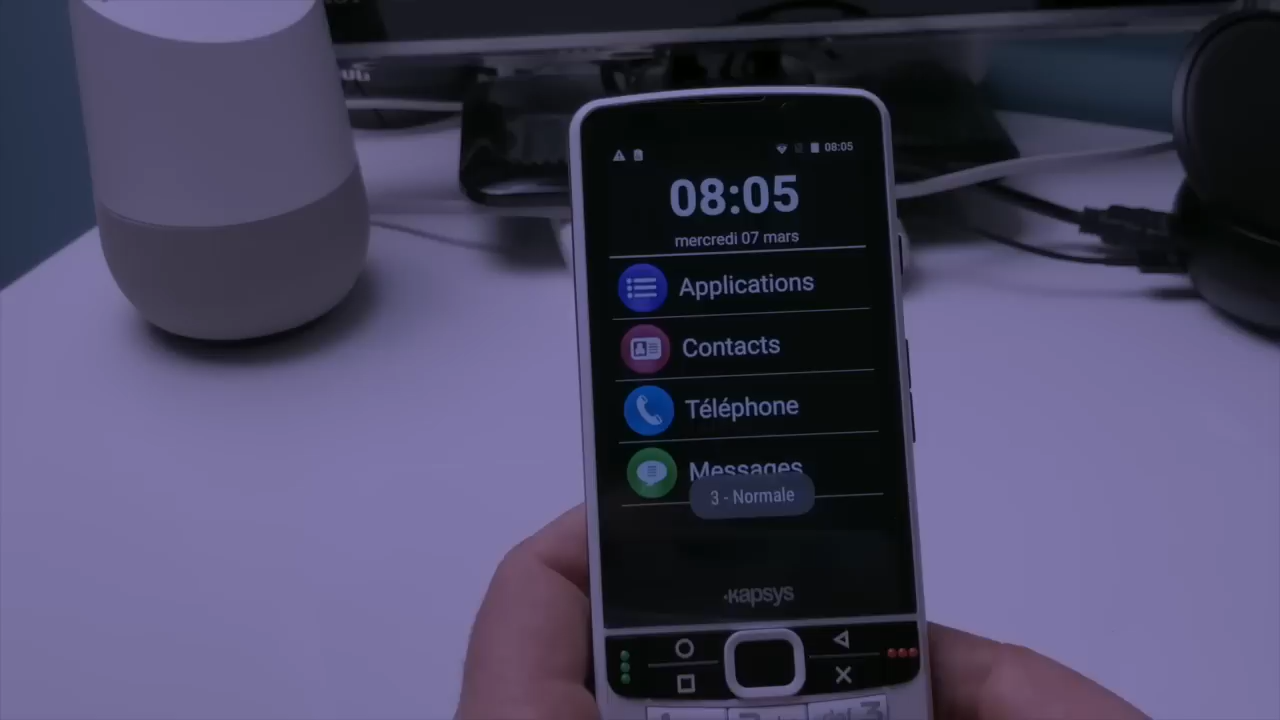 08:05
08:05
mercredi 07 mars
Applications
Contacts
Téléphone
Messages
3 - Normale
kapsys